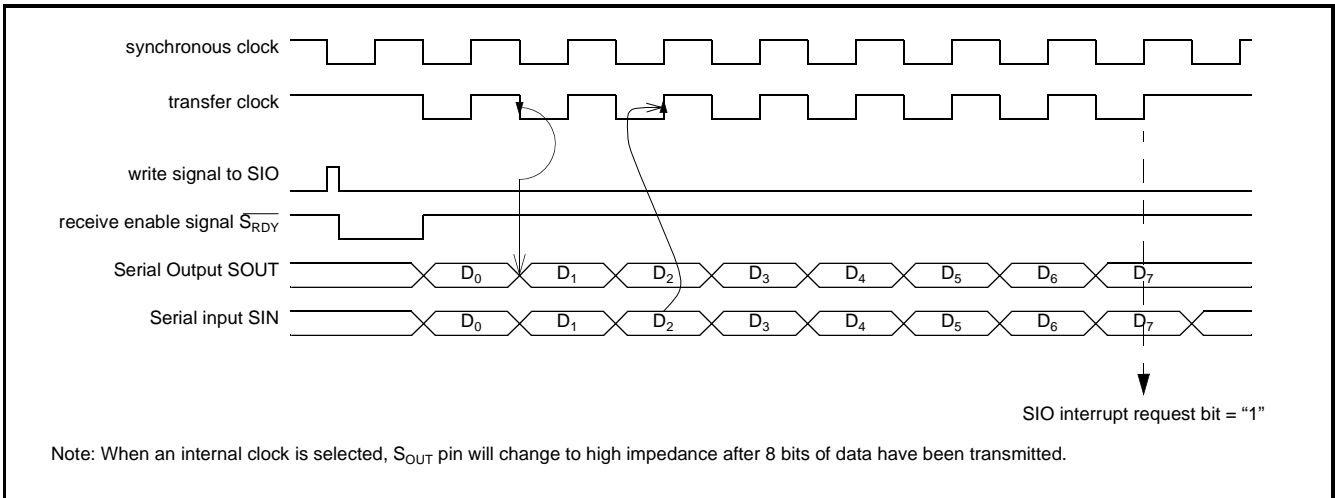 synchronous clock
transfer clock
write signal to SIO
receive enable signal S̅R̅D̅Y̅
Serial Output SOUT
D0 D1 D2 D3 D4 D5 D6 D7
Serial input SIN
D0 D1 D2 D3 D4 D5 D6 D7
SIO interrupt request bit = “1”
Note: When an internal clock is selected, SOUT pin will change to high impedance after 8 bits of data have been transmitted.